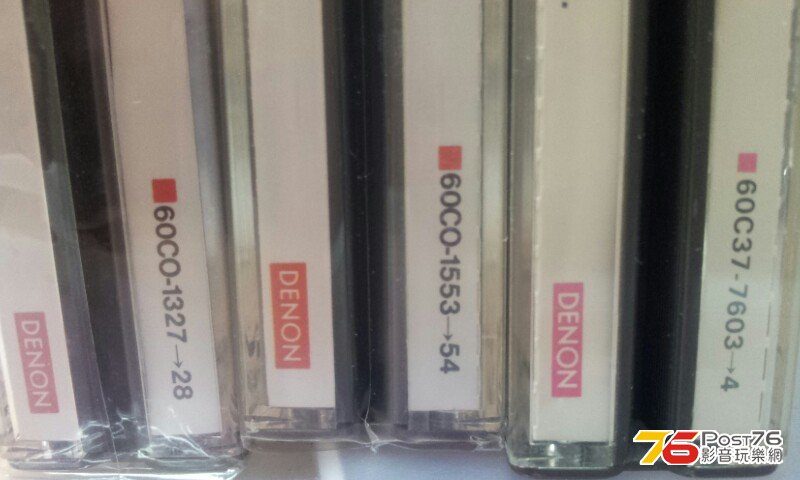 DENON
60CO-1327→28
DENON
60CO-1553→54
DENON
60C37-7603→4
76 POST76
影音玩樂網